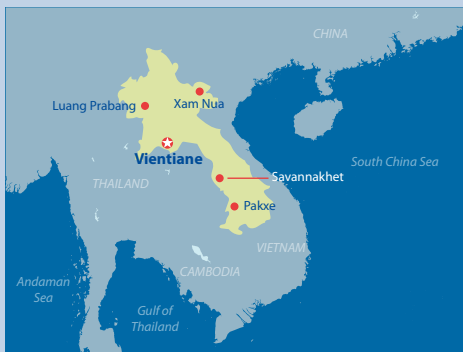 CHINA
Xam Nua
Luang Prabang
Vientiane
South China Sea
THAILAND
Savannakhet
Pakxe
VIETNAM
CAMBODIA
Andaman
Sea
Gulf of
Thailand